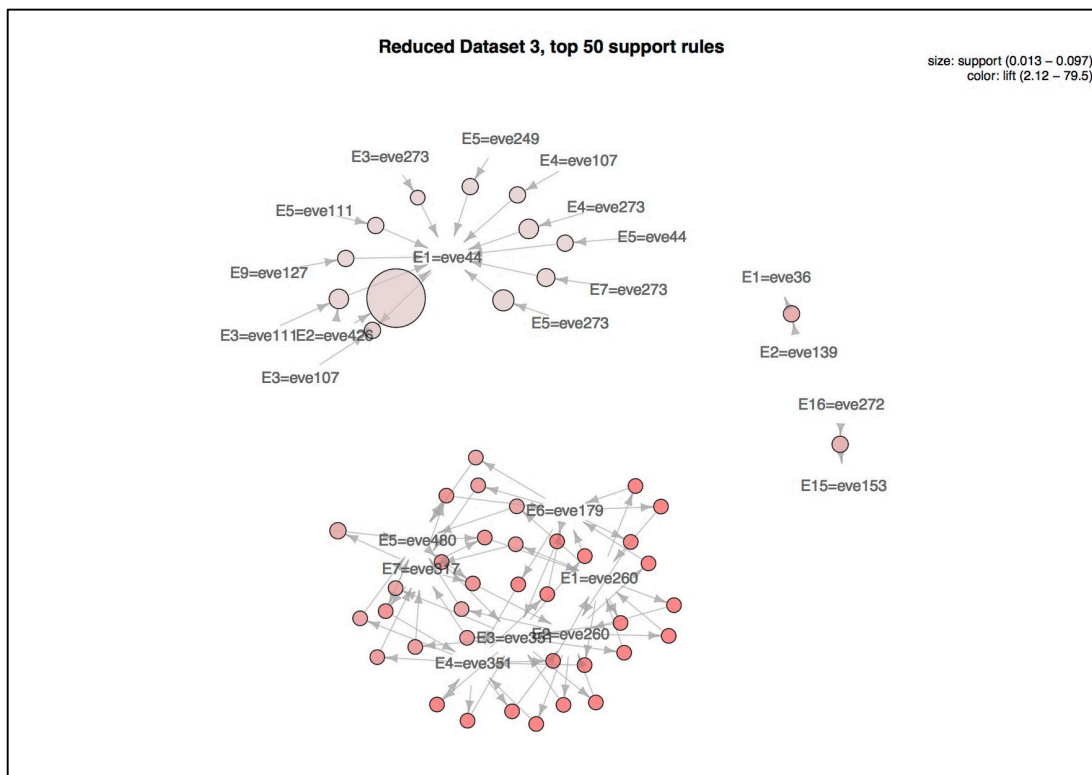 Reduced Dataset 3, top 50 support rules
size: support (0.013 – 0.097)
color: lift (2.12 – 79.5)
E5=eve249
E3=eve273
E4=eve107
E5=eve111
E4=eve273
E5=eve44
E1=eve44
E9=eve127
E7=eve273
E1=eve36
E5=eve273
E3=eve111
E2=eve426
E2=eve139
E3=eve107
E16=eve272
E15=eve153
E6=eve179
E5=eve480
E7=eve317
E1=eve260
E3=eve351
E2=eve260
E4=eve351